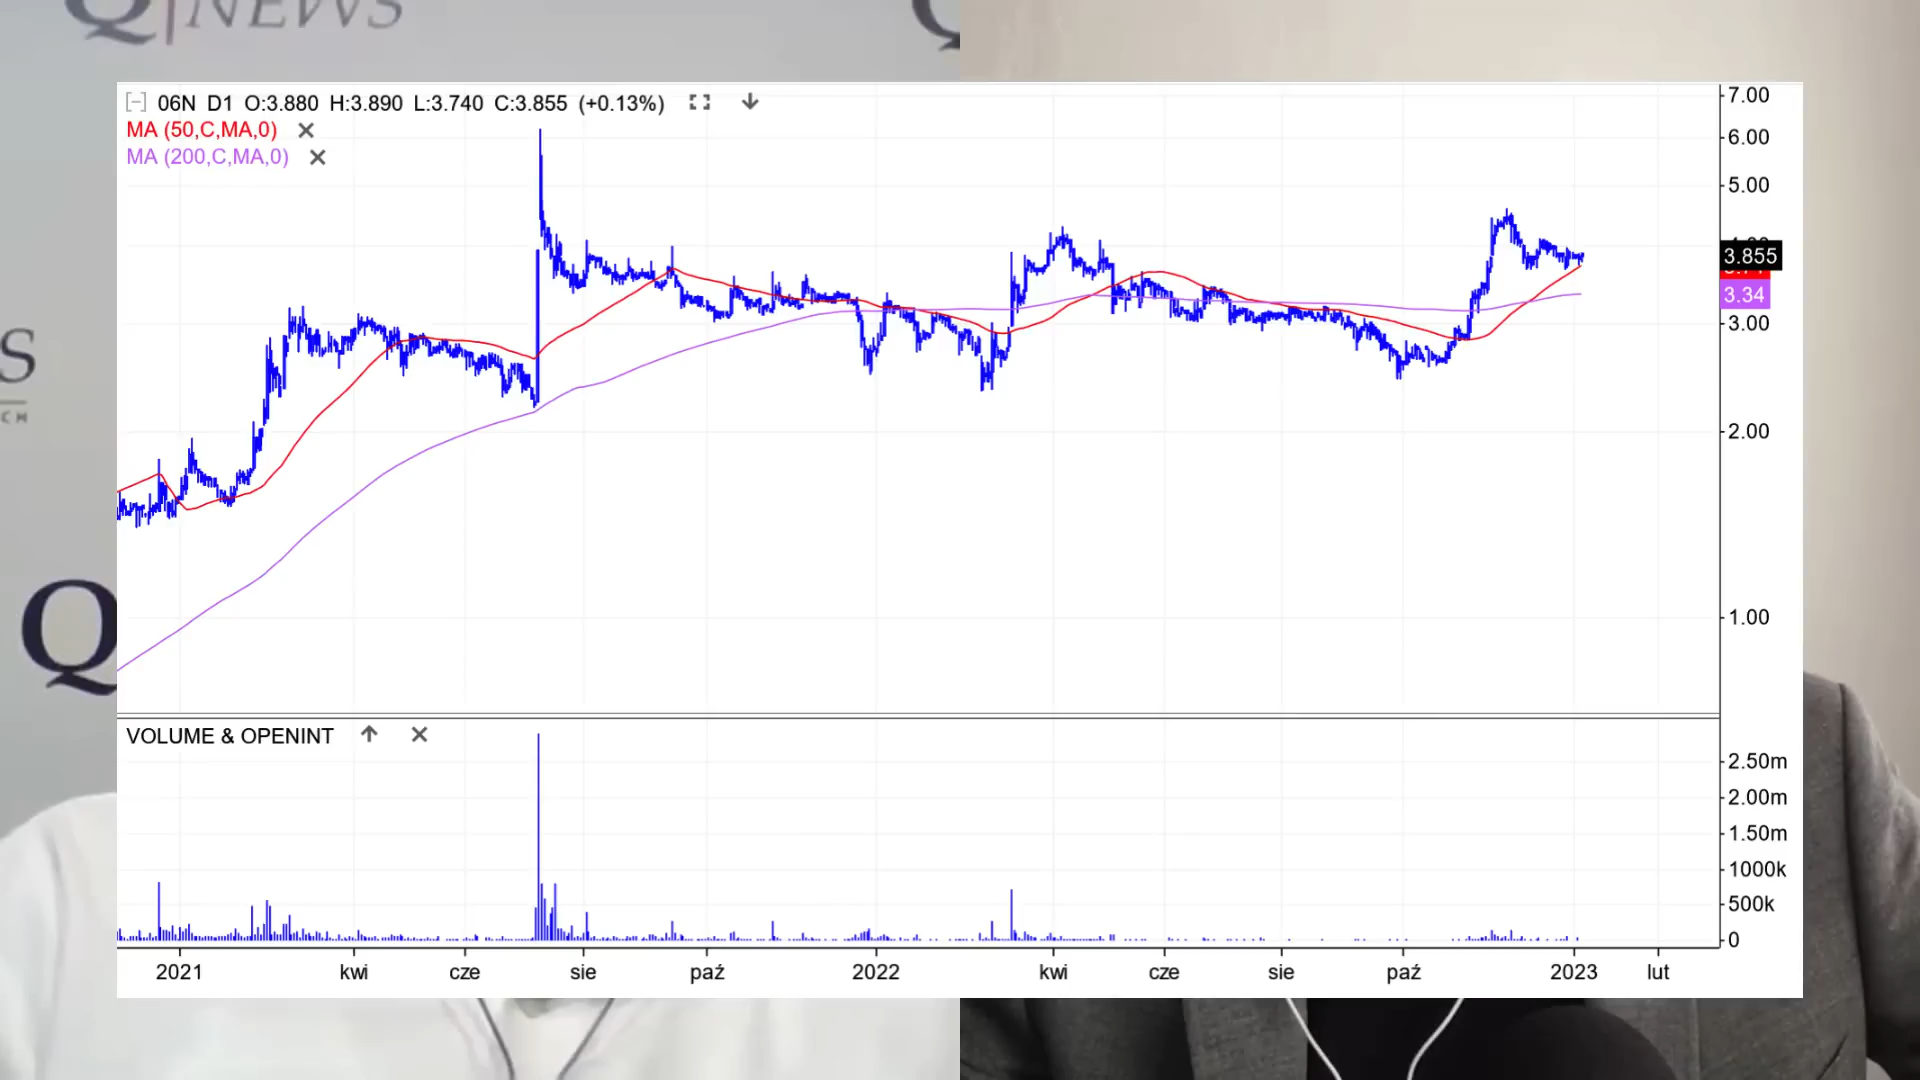 Q|NEWS
[-] 06N D1 O:3.880 H:3.890 L:3.740 C:3.855 (+0.13%)
MA (50,C,MA,0)
MA (200,C,MA,0)
7.00
6.00
5.00
3.855
3.34
3.00
2.00
1.00
S
CH
Q
VOLUME & OPENINT
2.50m
2.00m
1.50m
1000k
500k
0
2021 kwi cze sie paź 2022 kwi cze sie paź 2023 lut